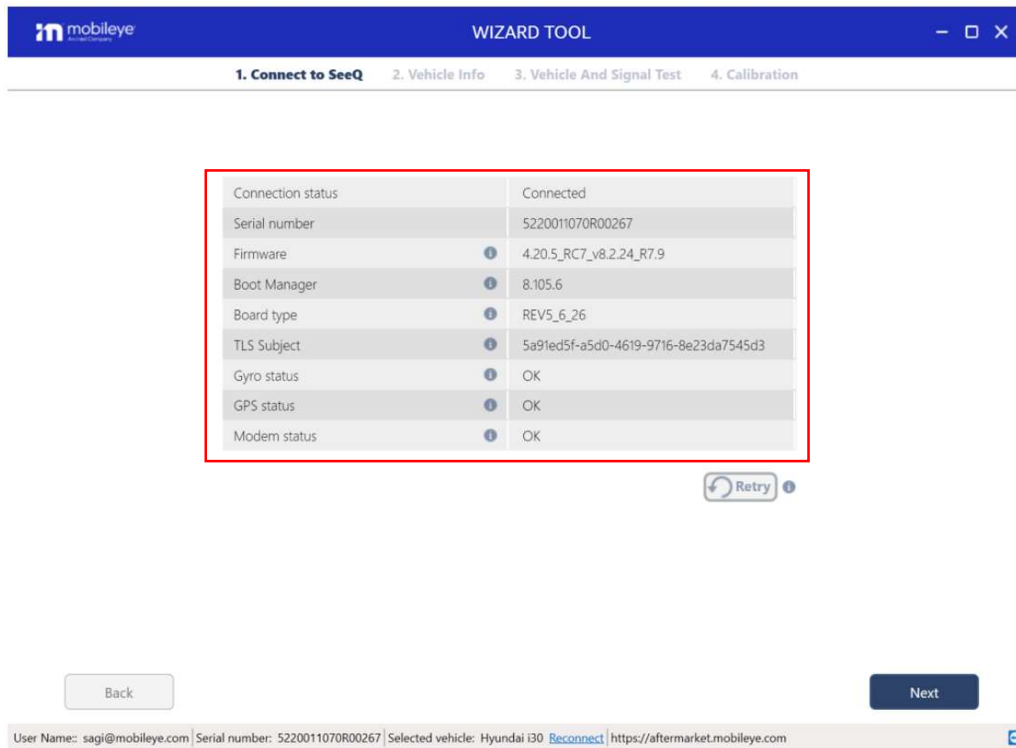 mobileye
An Intel Company
WIZARD TOOL
1. Connect to SeeQ 2. Vehicle Info 3. Vehicle And Signal Test 4. Calibration
Connection status Connected
Serial number 5220011070R00267
Firmware 4.20.5_RC7_v8.2.24_R7.9
Boot Manager 8.105.6
Board type REV5_6_26
TLS Subject 5a91ed5f-a5d0-4619-9716-8e23da7545d3
Gyro status OK
GPS status OK
Modem status OK
Retry
Back Next
User Name:: sagi@mobileye.com Serial number: 5220011070R00267 Selected vehicle: Hyundai i30 Reconnect https://aftermarket.mobileye.com